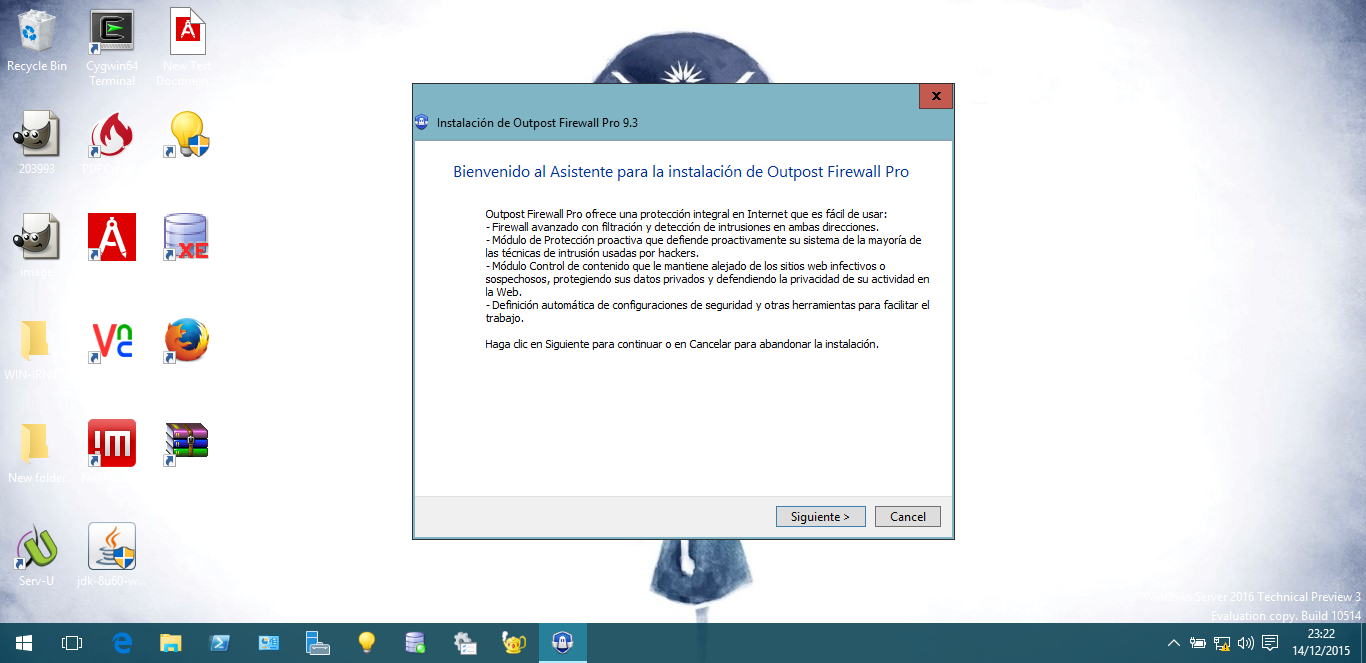 Recycle Bin
Cygwin64
Terminal
New Text
Documen...
203993
Instalación de Outpost Firewall Pro 9.3
x
Bienvenido al Asistente para la instalación de Outpost Firewall Pro
Outpost Firewall Pro ofrece una protección integral en Internet que es fácil de usar:
- Firewall avanzado con filtración y detección de intrusiones en ambas direcciones.
- Módulo de Protección proactiva que defiende proactivamente su sistema de la mayoría de
las técnicas de intrusión usadas por hackers.
- Módulo Control de contenido que le mantiene alejado de los sitios web infectivos o
sospechosos, protegiendo sus datos privados y defendiendo la privacidad de su actividad en
la Web.
- Definición automática de configuraciones de seguridad y otras herramientas para facilitar el
trabajo.
Haga clic en Siguiente para continuar o en Cancelar para abandonar la instalación.
Siguiente >
Cancel
XE
VNC
New folder
Serv-U
jdk-8u60-w...
Server 2016 Technical Preview 3
Evaluation copy. Build 10514
23:22
14/12/2015